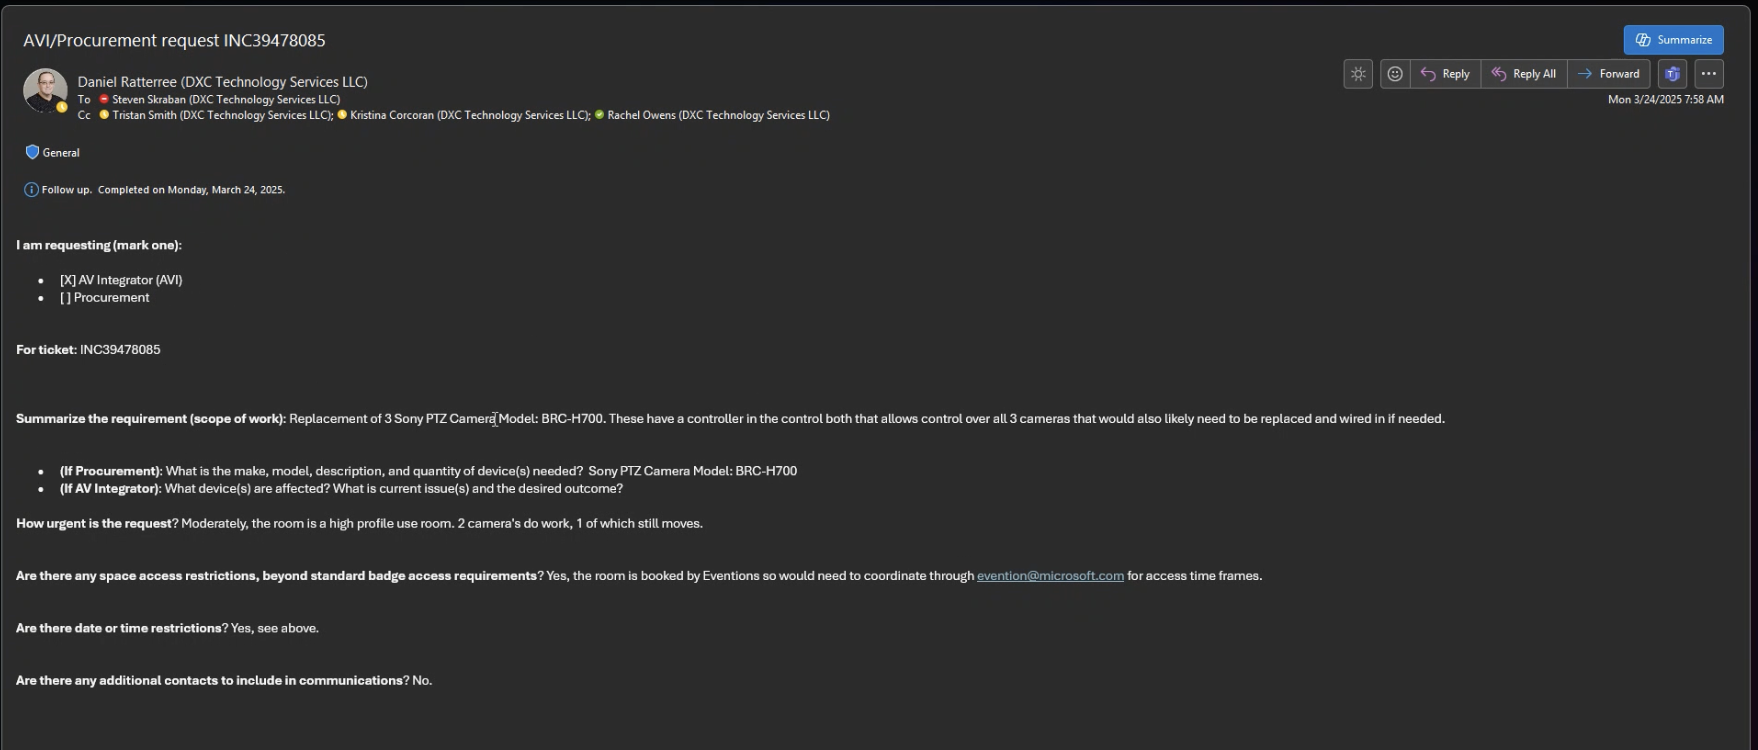 AVI/Procurement request INC39478085
Summarize
Daniel Ratterree (DXC Technology Services LLC)
To Steven Skraban (DXC Technology Services LLC)
Cc Tristan Smith (DXC Technology Services LLC); Kristina Corcoran (DXC Technology Services LLC); Rachel Owens (DXC Technology Services LLC)
Reply
Reply All
Forward
Mon 3/24/2025 7:58 AM
General
Follow up. Completed on Monday, March 24, 2025.
I am requesting (mark one):
• [X] AV Integrator (AVI)
• [ ] Procurement
For ticket: INC39478085
Summarize the requirement (scope of work): Replacement of 3 Sony PTZ Camera Model: BRC-H700. These have a controller in the control both that allows control over all 3 cameras that would also likely need to be replaced and wired in if needed.
• (If Procurement): What is the make, model, description, and quantity of device(s) needed? Sony PTZ Camera Model: BRC-H700
• (If AV Integrator): What device(s) are affected? What is current issue(s) and the desired outcome?
How urgent is the request? Moderately, the room is a high profile use room. 2 camera's do work, 1 of which still moves.
Are there any space access restrictions, beyond standard badge access requirements? Yes, the room is booked by Eventions so would need to coordinate through evention@microsoft.com for access time frames.
Are there date or time restrictions? Yes, see above.
Are there any additional contacts to include in communications? No.